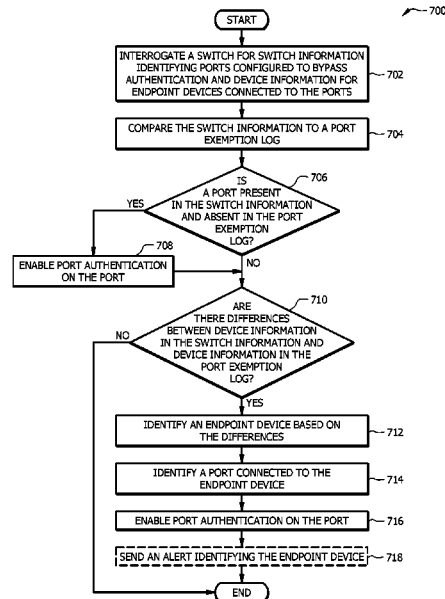 700
START
INTERROGATE A SWITCH FOR SWITCH INFORMATION
IDENTIFYING PORTS CONFIGURED TO BYPASS
AUTHENTICATION AND DEVICE INFORMATION FOR
ENDPOINT DEVICES CONNECTED TO THE PORTS
702
COMPARE THE SWITCH INFORMATION TO A PORT
EXEMPTION LOG
704
IS
A PORT PRESENT
IN THE SWITCH INFORMATION
AND ABSENT IN THE PORT
EXEMPTION
LOG?
706
YES
708
ENABLE PORT AUTHENTICATION
ON THE PORT
NO
ARE
THERE DIFFERENCES
BETWEEN DEVICE INFORMATION
IN THE SWITCH INFORMATION AND
DEVICE INFORMATION IN THE
PORT EXEMPTION
LOG?
710
NO
YES
IDENTIFY AN ENDPOINT DEVICE BASED ON
THE DIFFERENCES
712
IDENTIFY A PORT CONNECTED TO THE
ENDPOINT DEVICE
714
ENABLE PORT AUTHENTICATION ON THE PORT
716
SEND AN ALERT IDENTIFYING THE ENDPOINT DEVICE
718
END